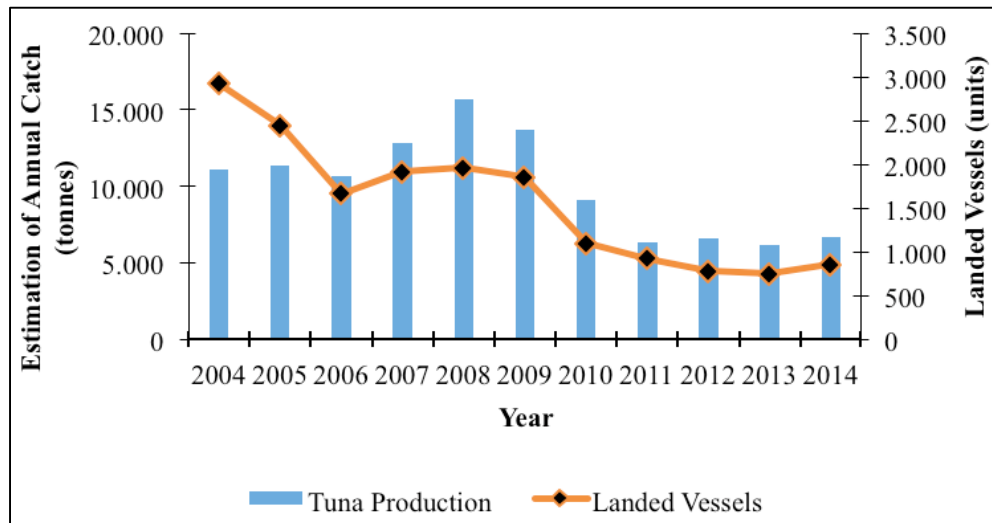 Estimation of Annual Catch
(tonnes)
20.000
15.000
10.000
5.000
0
3.500
3.000
2.500
2.000
1.500
1.000
500
0
Landed Vessels (units)
2004 2005 2006 2007 2008 2009 2010 2011 2012 2013 2014
Year
Tuna Production Landed Vessels